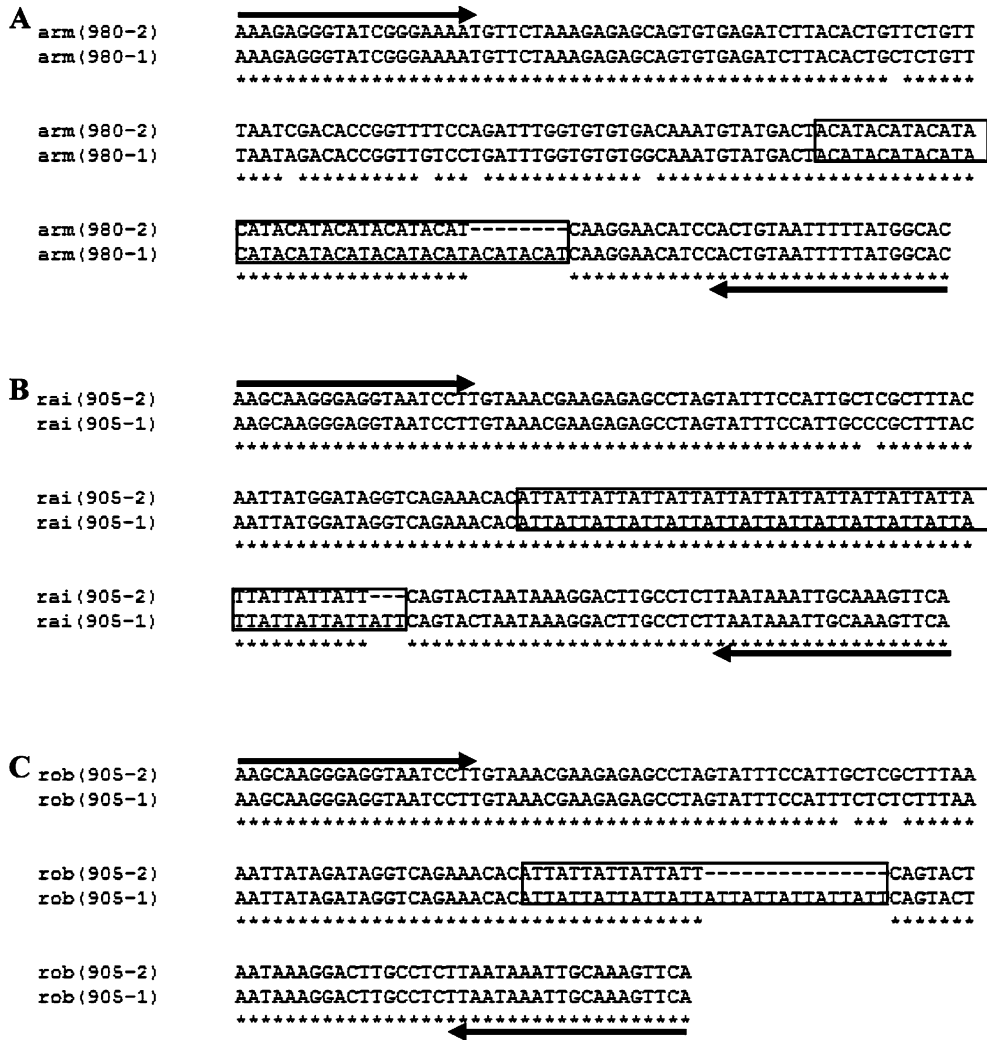 A
arm(980-2) AAAGAGGGTATCGGGAAAATGTTCTAAAGAGAGCAGTGTGAGATCTTACACTGTTCTGTT
arm(980-1) AAAGAGGGTATCGGGAAAATGTTCTAAAGAGAGCAGTGTGAGATCTTACACTGCTCTGTT
***************************************************** ******
arm(980-2) TAATCGACACCGGTTTTCCAGATTTGGTGTGTGACAAATGTATGACTACATACATACATA
arm(980-1) TAATAGACACCGGTTGTCCTGATTTGGTGTGTGGCAAATGTATGACTACATACATACATA
**** ********** *** ************* **************************
arm(980-2) CATACATACATACATACAT--------CAAGGAACATCCACTGTAATTTTTATGGCAC
arm(980-1) CATACATACATACATACATACATACATCAAGGAACATCCACTGTAATTTTTATGGCAC
*******************        *******************************
B
rai(905-2) AAGCAAGGGAGGTAATCCTTGTAAACGAAGAGAGCCTAGTATTTCCATTGCTCGCTTTAC
rai(905-1) AAGCAAGGGAGGTAATCCTTGTAAACGAAGAGAGCCTAGTATTTCCATTGCCCGCTTTAC
*************************************************** ********
rai(905-2) AATTATGGATAGGTCAGAAACACATTATTATTATTATTATTATTATTATTATTATTATTA
rai(905-1) AATTATGGATAGGTCAGAAACACATTATTATTATTATTATTATTATTATTATTATTATTA
************************************************************
rai(905-2) TTATTATTATT---CAGTACTAATAAAGGACTTGCCTCTTAATAAATTGCAAAGTTCA
rai(905-1) TTATTATTATTATTCAGTACTAATAAAGGACTTGCCTCTTAATAAATTGCAAAGTTCA
***********   ********************************************
C
rob(905-2) AAGCAAGGGAGGTAATCCTTGTAAACGAAGAGAGCCTAGTATTTCCATTGCTCGCTTTAA
rob(905-1) AAGCAAGGGAGGTAATCCTTGTAAACGAAGAGAGCCTAGTATTTCCATTTCTCTCTTTAA
************************************************* *** ******
rob(905-2) AATTATAGATAGGTCAGAAACACATTATTATTATTATT---------------CAGTACT
rob(905-1) AATTATAGATAGGTCAGAAACACATTATTATTATTATTATTATTATTATTATTCAGTACT
**************************************               *******
rob(905-2) AATAAAGGACTTGCCTCTTAATAAATTGCAAAGTTCA
rob(905-1) AATAAAGGACTTGCCTCTTAATAAATTGCAAAGTTCA
*************************************